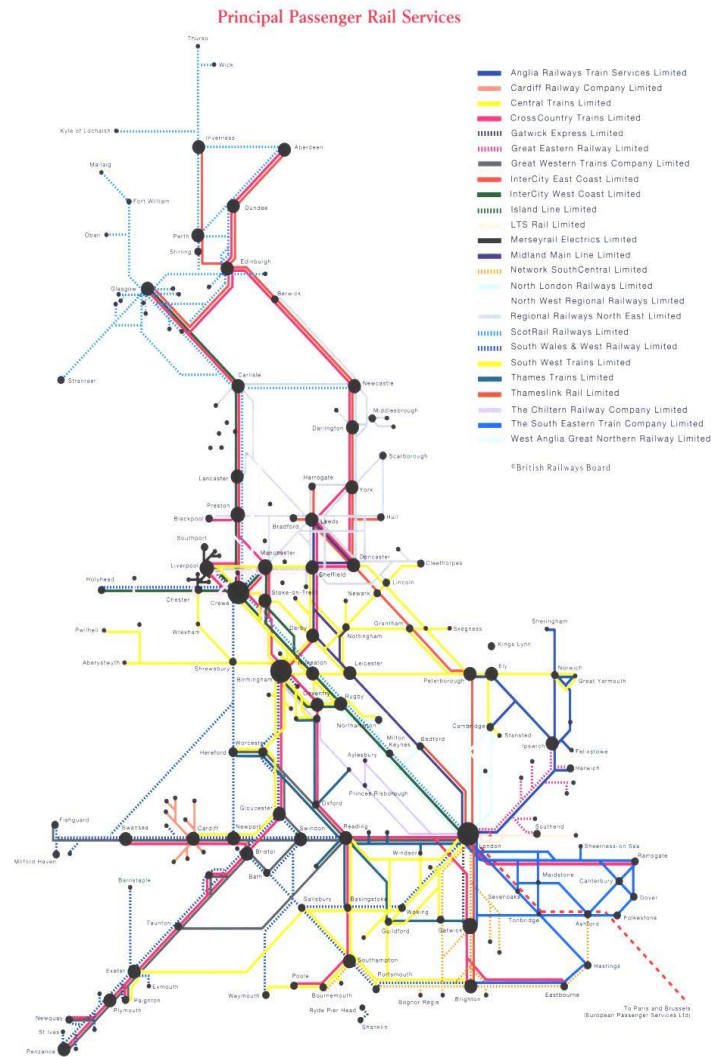 Principal Passenger Rail Services
Anglia Railways Train Services Limited
Cardiff Railway Company Limited
Central Trains Limited
CrossCountry Trains Limited
Gatwick Express Limited
Great Eastern Railway Limited
Great Western Trains Company Limited
InterCity East Coast Limited
InterCity West Coast Limited
Island Line Limited
LTS Rail Limited
Merseyrail Electrics Limited
Midland Main Line Limited
Network SouthCentral Limited
North London Railways Limited
North West Regional Railways Limited
Regional Railways North East Limited
ScotRail Railways Limited
South Wales & West Railway Limited
South West Trains Limited
Thames Trains Limited
Thameslink Rail Limited
The Chiltern Railway Company Limited
The South Eastern Train Company Limited
West Anglia Great Northern Railway Limited
©British Railways Board
Thurso
Wick
Kyle of Lochalsh
Inverness
Aberdeen
Mallaig
Fort William
Dundee
Oban
Perth
Stirling
Edinburgh
Glasgow
Berwick
Stranraer
Carlisle
Newcastle
Middlesbrough
Darlington
Scarborough
Lancaster
Harrogate
York
Preston
Blackpool
Bradford
Leeds
Hull
Southport
Liverpool
Manchester
Doncaster
Cleethorpes
Sheffield
Lincoln
Holyhead
Chester
Crewe
Stoke-on-Trent
Newark
Wrexham
Pwllheli
Derby
Nottingham
Grantham
Skegness
Sheringham
Kings Lynn
Aberystwyth
Shrewsbury
Birmingham
Nuneaton
Leicester
Peterborough
Ely
Norwich
Great Yarmouth
Coventry
Rugby
Northampton
Cambridge
Stansted
Worcester
Hereford
Milton
Keynes
Bedford
Ipswich
Felixstowe
Aylesbury
Harwich
Princes Risborough
Oxford
Gloucester
Fishguard
Swansea
Cardiff
Newport
Swindon
Reading
London
Southend
Sheerness-on Sea
Milford Haven
Bristol
Bath
Windsor
Ramsgate
Maidstone
Canterbury
Barnstaple
Sevenoaks
Dover
Salisbury
Basingstoke
Woking
Taunton
Guildford
Gatwick
Tonbridge
Ashford
Folkestone
Exeter
Southampton
Portsmouth
Hastings
Exmouth
Poole
Weymouth
Bournemouth
Bognor Regis
Brighton
Eastbourne
Paignton
Plymouth
Ryde Pier Head
Newquay
Shanklin
St Ives
Penzance
To Paris and Brussels
(European Passenger Services Ltd)